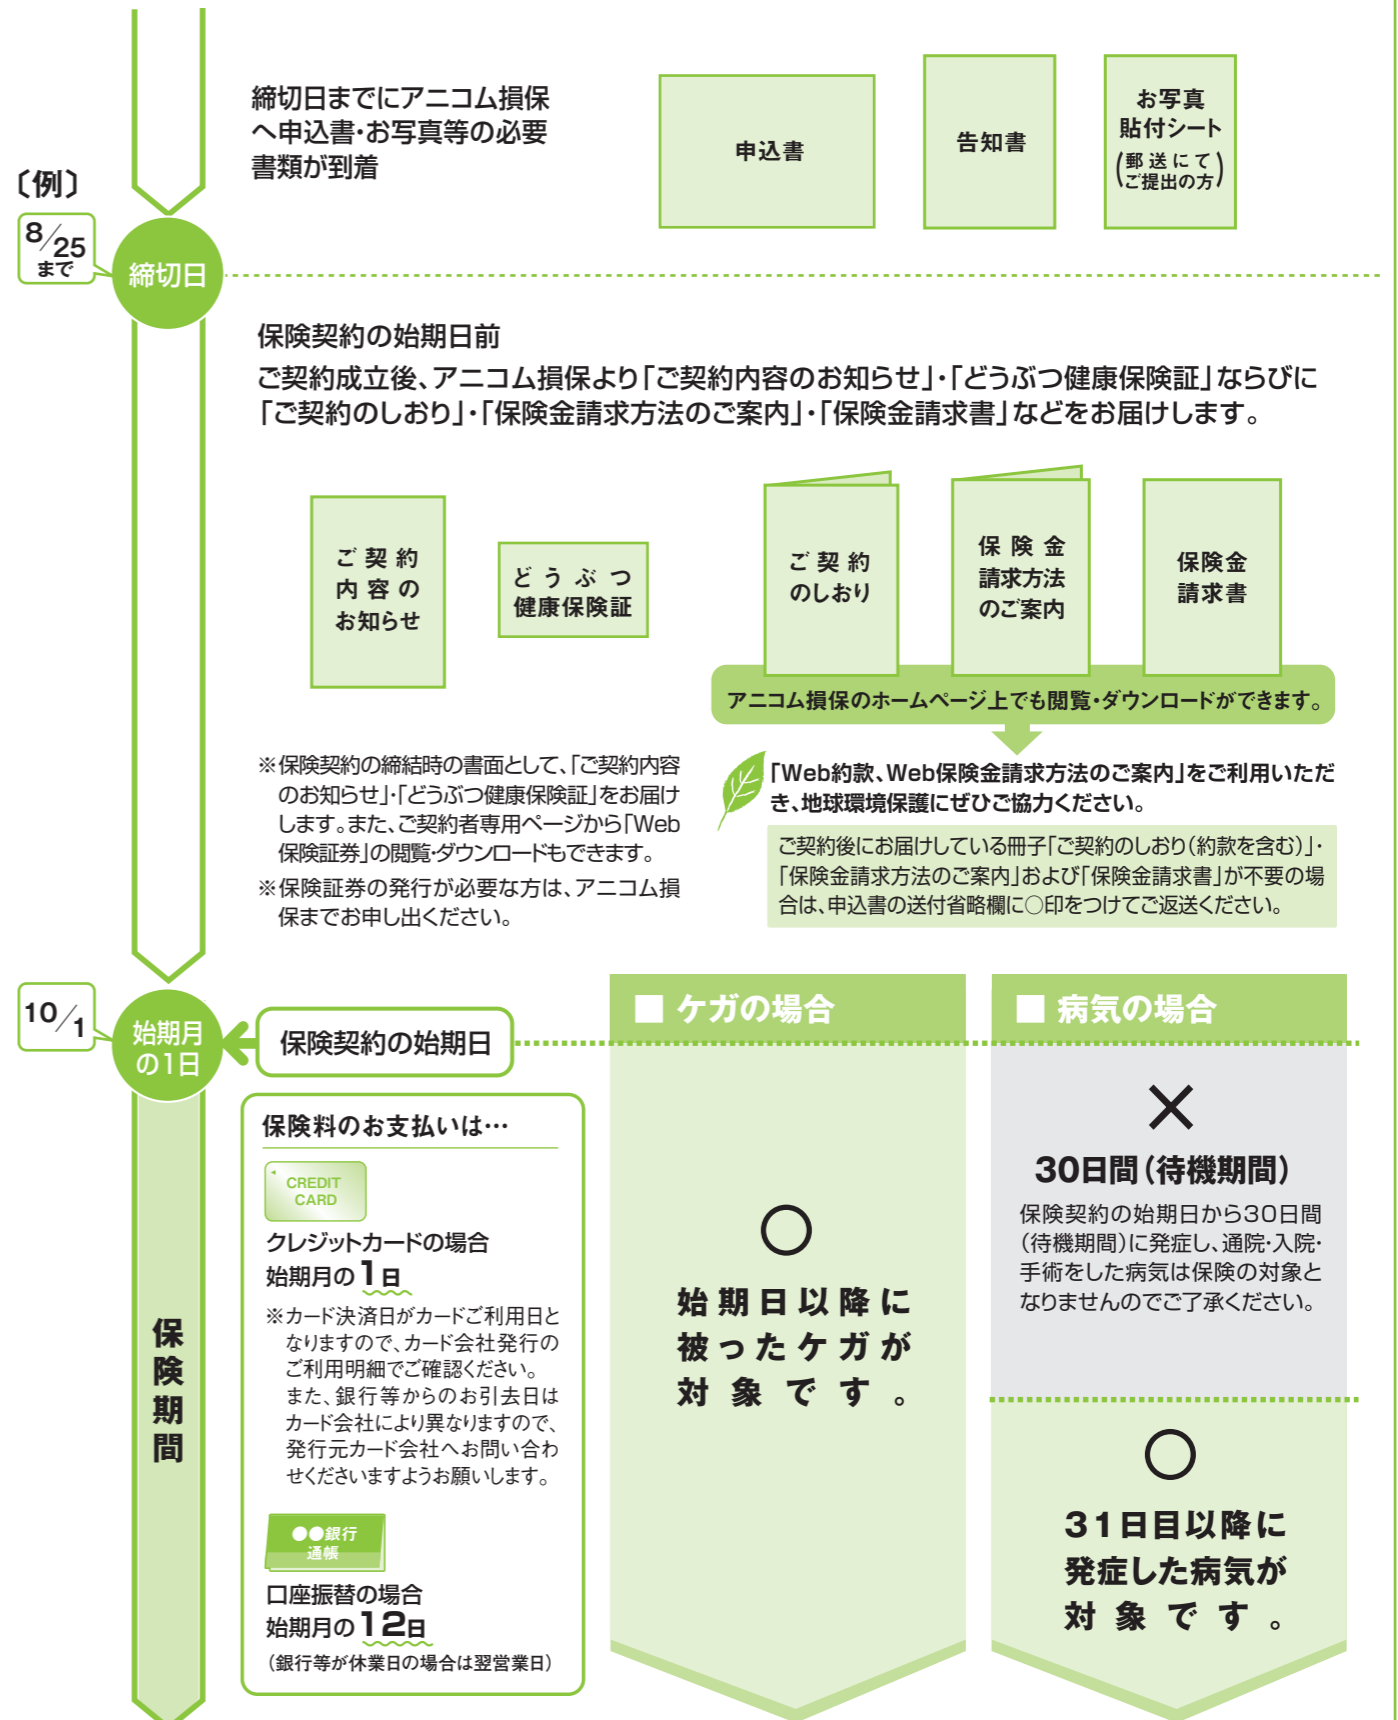 締切日までにアニコム損保
へ申込書・お写真等の必要
書類が到着
申込書
告知書
お写真
貼付シート
(郵送にて
ご提出の方)
〔例〕
8/25
まで
締切日
保険契約の始期日前
ご契約成立後、アニコム損保より「ご契約内容のお知らせ」・「どうぶつ健康保険証」ならびに
「ご契約のしおり」・「保険金請求方法のご案内」・「保険金請求書」などをお届けします。
ご契約
内容の
お知らせ
どうぶつ
健康保険証
ご契約
のしおり
保険金
請求方法
のご案内
保険金
請求書
アニコム損保のホームページ上でも閲覧・ダウンロードができます。
※保険契約の締結時の書面として、「ご契約内容
のお知らせ」・「どうぶつ健康保険証」をお届け
します。また、ご契約者専用ページから「Web
保険証券」の閲覧・ダウンロードもできます。
※保険証券の発行が必要な方は、アニコム損
保までお申し出ください。
「Web約款、Web保険金請求方法のご案内」をご利用いただ
き、地球環境保護にぜひご協力ください。
ご契約後にお届けしている冊子「ご契約のしおり(約款を含む)」・
「保険金請求方法のご案内」および「保険金請求書」が不要の場
合は、申込書の送付省略欄に○印をつけてご返送ください。
10/1
始期月
の1日
保険契約の始期日
保険料のお支払いは…
CREDIT
CARD
クレジットカードの場合
始期月の1日
※カード決済日がカードご利用日と
なりますので、カード会社発行の
ご利用明細でご確認ください。
また、銀行等からのお引去日は
カード会社により異なりますので、
発行元カード会社へお問い合わ
せくださいますようお願いします。
●●銀行
通帳
口座振替の場合
始期月の12日
(銀行等が休業日の場合は翌営業日)
保険期間
■ ケガの場合
○
始期日以降に
被ったケガが
対象です。
■ 病気の場合
×
30日間(待機期間)
保険契約の始期日から30日間
(待機期間)に発症し、通院・入院・
手術をした病気は保険の対象と
なりませんのでご了承ください。
○
31日目以降に
発症した病気が
対象です。